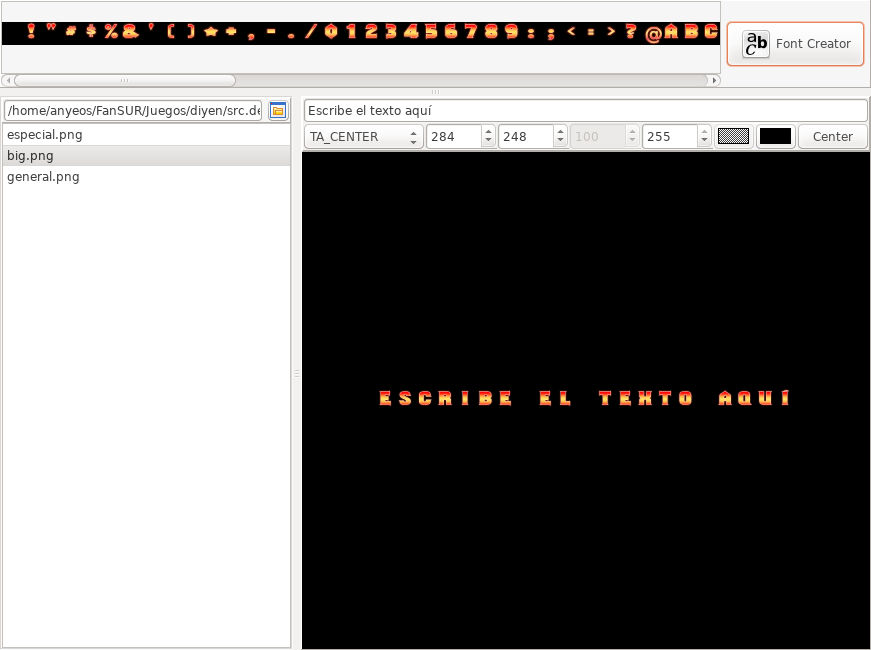 ! " # $ % & ' ( ) * + , - . / 0 1 2 3 4 5 6 7 8 9 : ; < = > ? @ A B C
Font Creator
/home/anyeos/FanSUR/Juegos/diyen/src.de
Escribe el texto aquí
especial.png
TA_CENTER 284 248 100 255 Center
big.png
general.png
ESCRIBE EL TEXTO AQUÍ